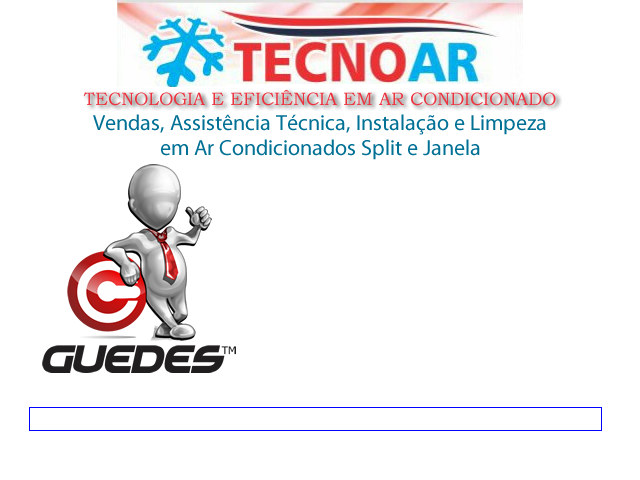 TECNOAR
TECNOLOGIA E EFICIÊNCIA EM AR CONDICIONADO
Vendas, Assistência Técnica, Instalação e Limpeza
em Ar Condicionados Split e Janela
GUEDES™